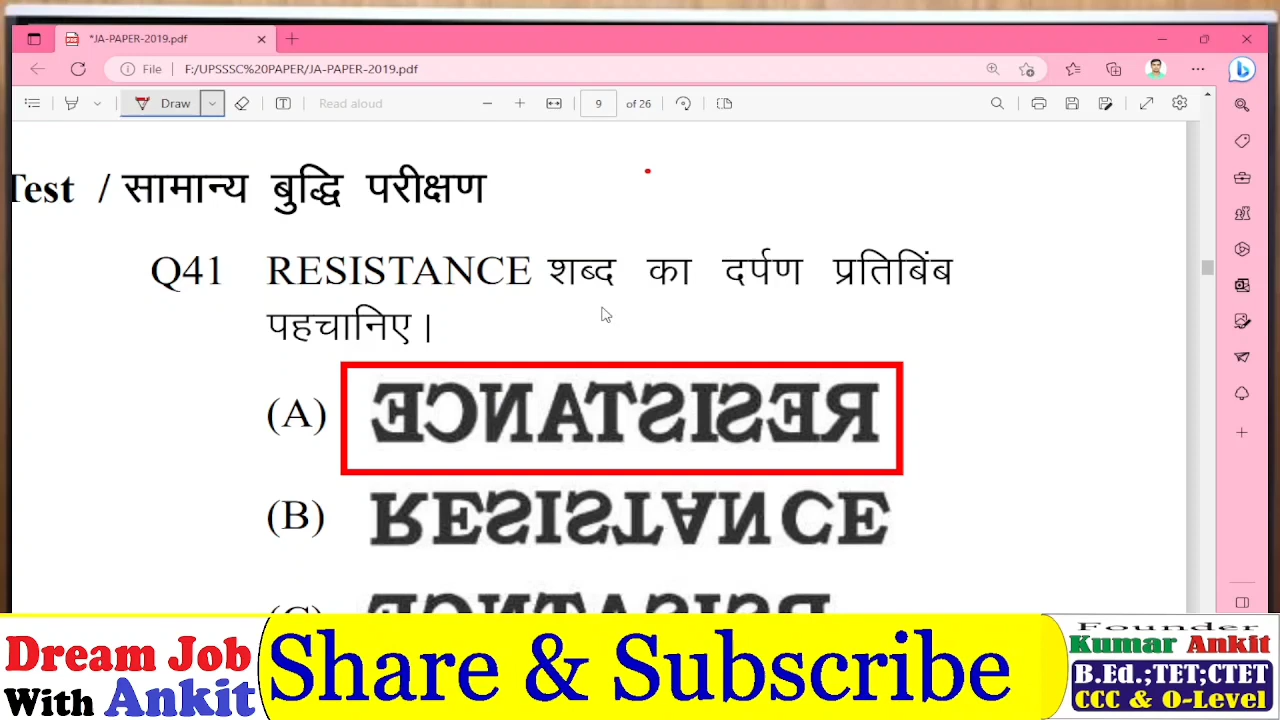 *JA-PAPER-2019.pdf
File F:/UPSSSC%20PAPER/JA-PAPER-2019.pdf
Draw Read aloud 9 of 26
Test / सामान्य बुद्धि परीक्षण
Q41 RESISTANCE शब्द का दर्पण प्रतिबिंब
पहचानिए।
(A) RESISTANCE
(B) RESISTANCE
(C)
Dream Job
With Ankit
Share & Subscribe
Founder
Kumar Ankit
B.Ed.;TET;CTET
CCC & O-Level